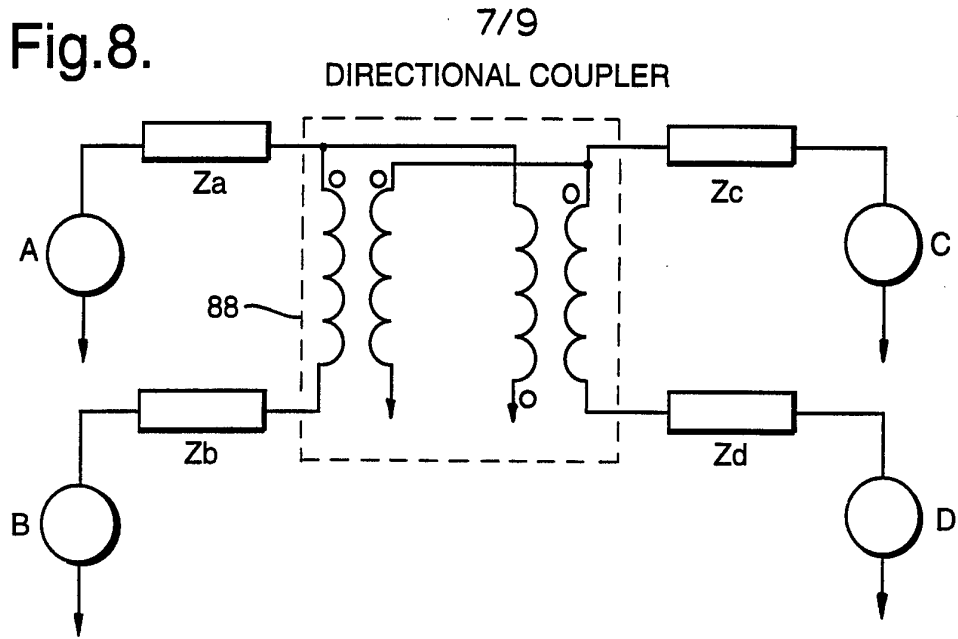 7/9
Fig.8.
DIRECTIONAL COUPLER
Za
Zc
A
C
88
Zb
Zd
B
D